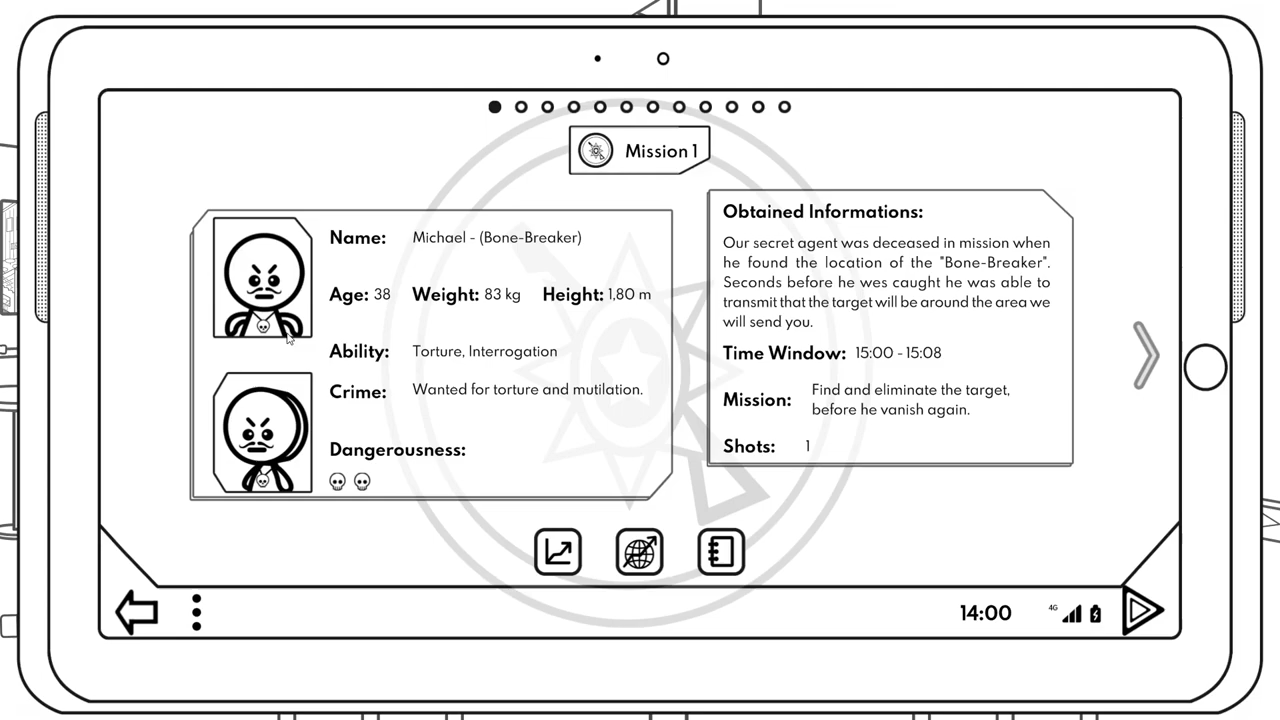 Mission 1
Name: Michael - (Bone-Breaker)
Age: 38 Weight: 83 kg Height: 1,80 m
Ability: Torture, Interrogation
Crime: Wanted for torture and mutilation.
Dangerousness:
Obtained Informations:
Our secret agent was deceased in mission when
he found the location of the "Bone-Breaker".
Seconds before he wes caught he was able to
transmit that the target will be around the area we
will send you.
Time Window: 15:00 - 15:08
Mission: Find and eliminate the target,
before he vanish again.
Shots: 1
14:00 4G